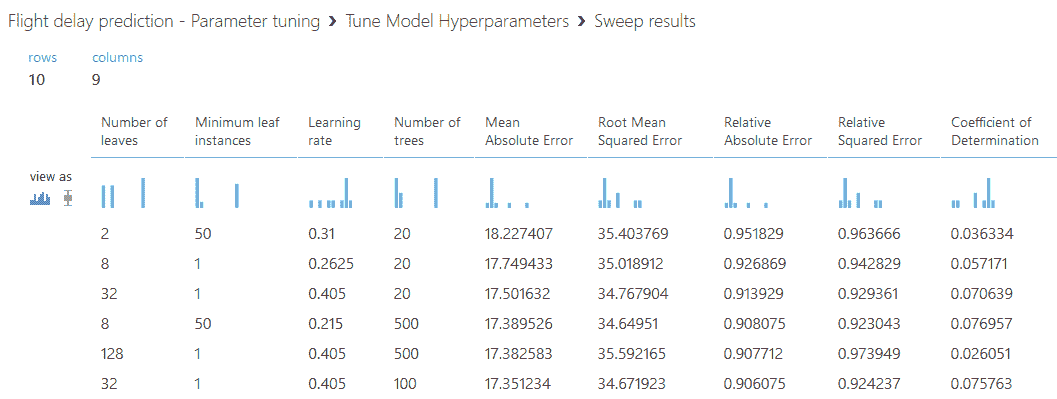 Flight delay prediction - Parameter tuning › Tune Model Hyperparameters › Sweep results
rows columns
10 9
Number of leaves Minimum leaf instances Learning rate Number of trees Mean Absolute Error Root Mean Squared Error Relative Absolute Error Relative Squared Error Coefficient of Determination
view as
2 50 0.31 20 18.227407 35.403769 0.951829 0.963666 0.036334
8 1 0.2625 20 17.749433 35.018912 0.926869 0.942829 0.057171
32 1 0.405 20 17.501632 34.767904 0.913929 0.929361 0.070639
8 50 0.215 500 17.389526 34.64951 0.908075 0.923043 0.076957
128 1 0.405 500 17.382583 35.592165 0.907712 0.973949 0.026051
32 1 0.405 100 17.351234 34.671923 0.906075 0.924237 0.075763